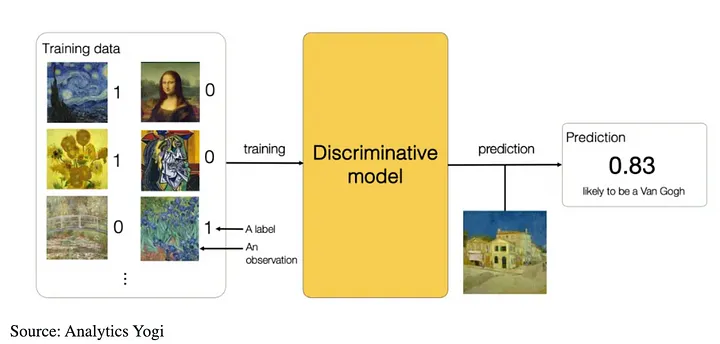 Training data
1
0
1
0
0
1
A label
An
observation
training
Discriminative
model
prediction
Prediction
0.83
likely to be a Van Gogh
Source: Analytics Yogi